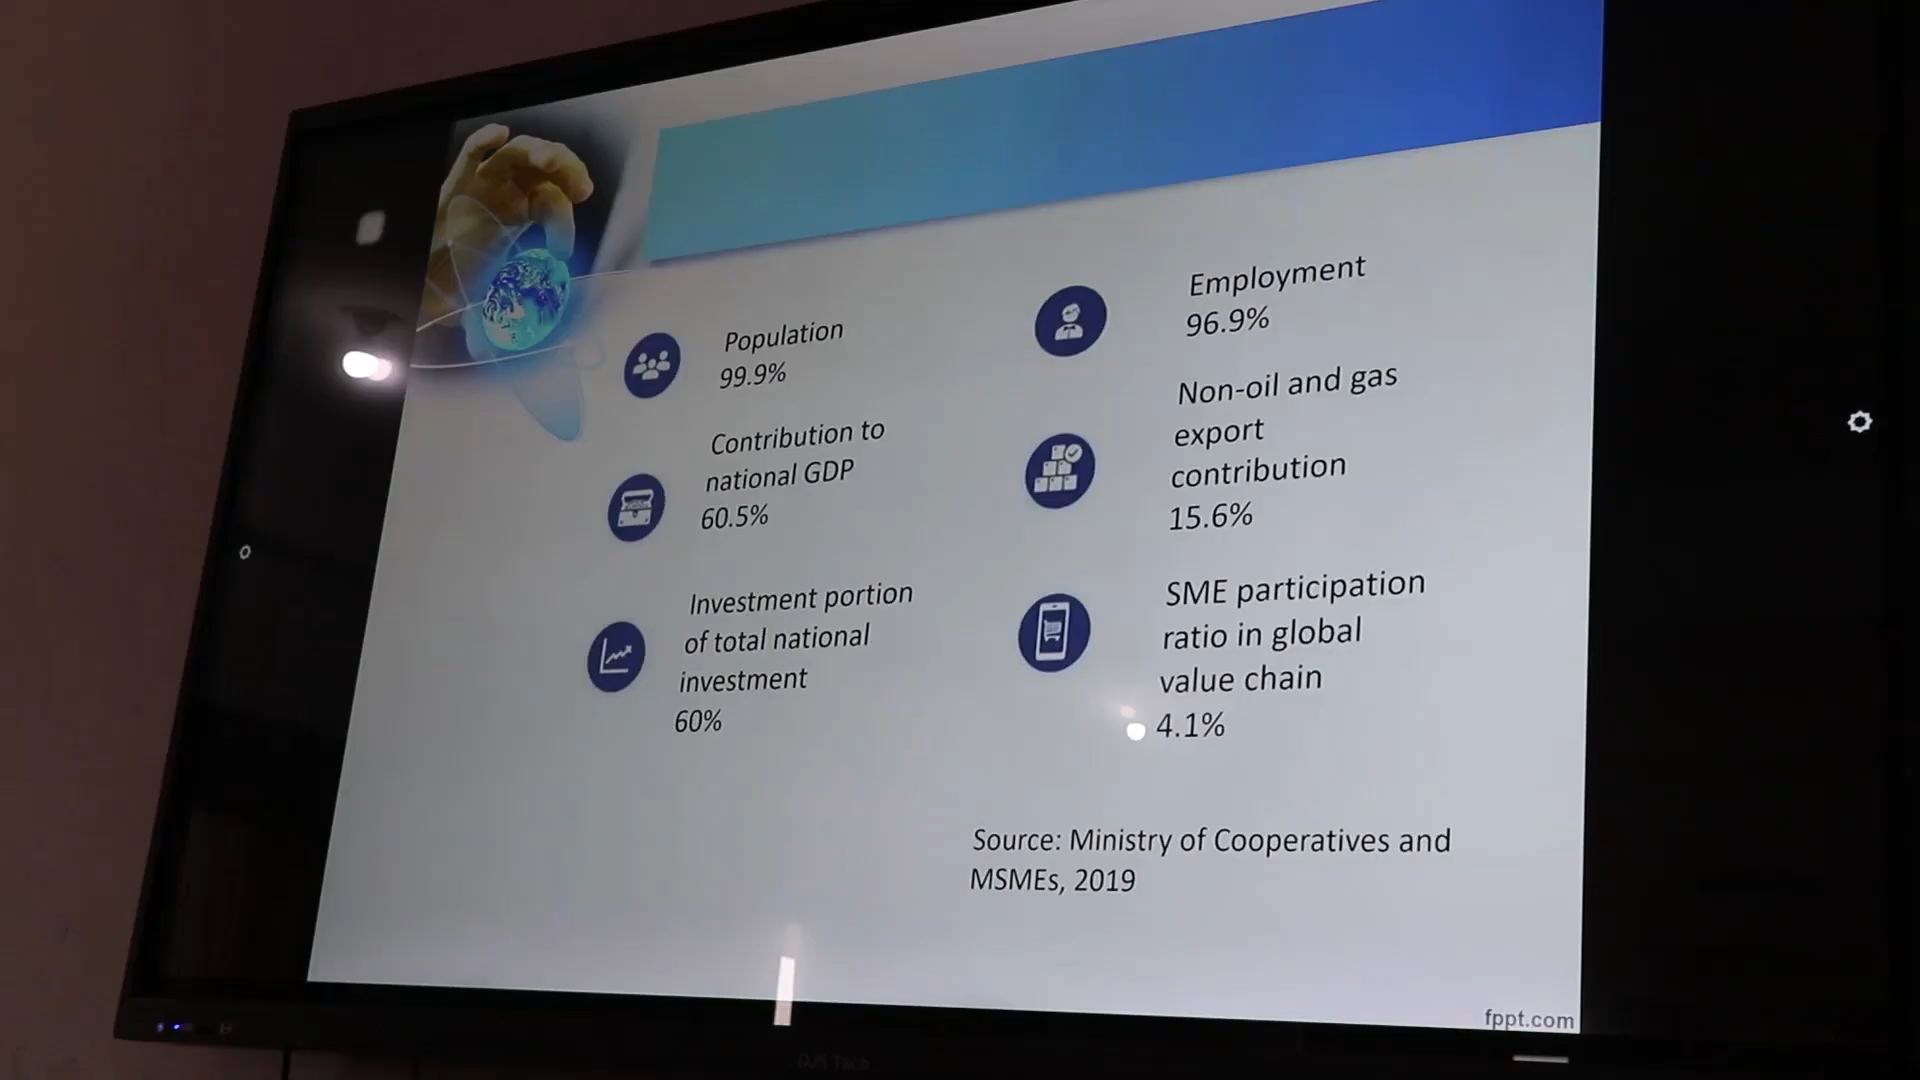 Population
99.9%
Contribution to
national GDP
60.5%
Investment portion
of total national
investment
60%
Employment
96.9%
Non-oil and gas
export
contribution
15.6%
SME participation
ratio in global
value chain
4.1%
Source: Ministry of Cooperatives and
MSMEs, 2019
fppt.com